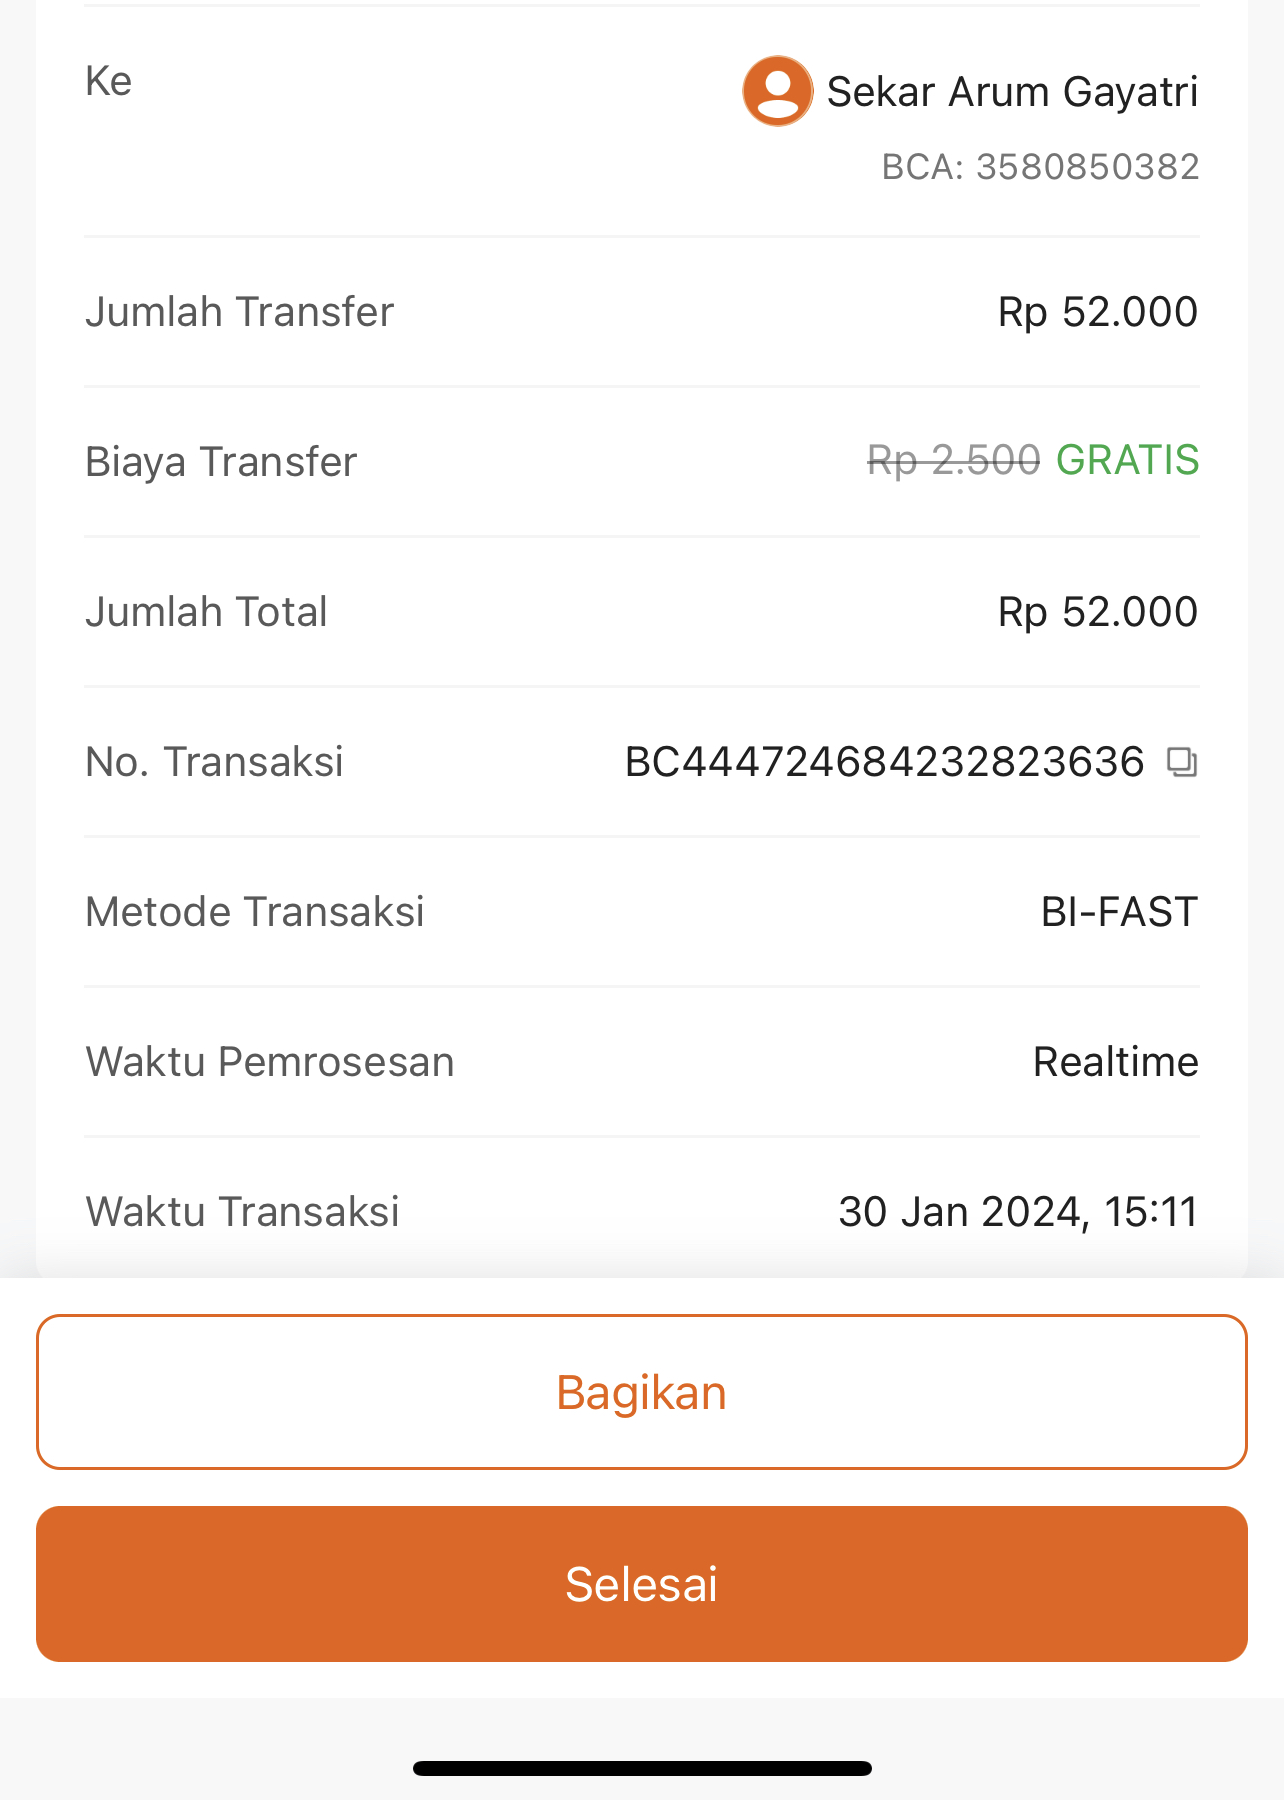 Ke
Sekar Arum Gayatri
BCA: 3580850382
Jumlah Transfer Rp 52.000
Biaya Transfer Rp 2.500 GRATIS
Jumlah Total Rp 52.000
No. Transaksi BC444724684232823636
Metode Transaksi BI-FAST
Waktu Pemrosesan Realtime
Waktu Transaksi 30 Jan 2024, 15:11
Bagikan
Selesai